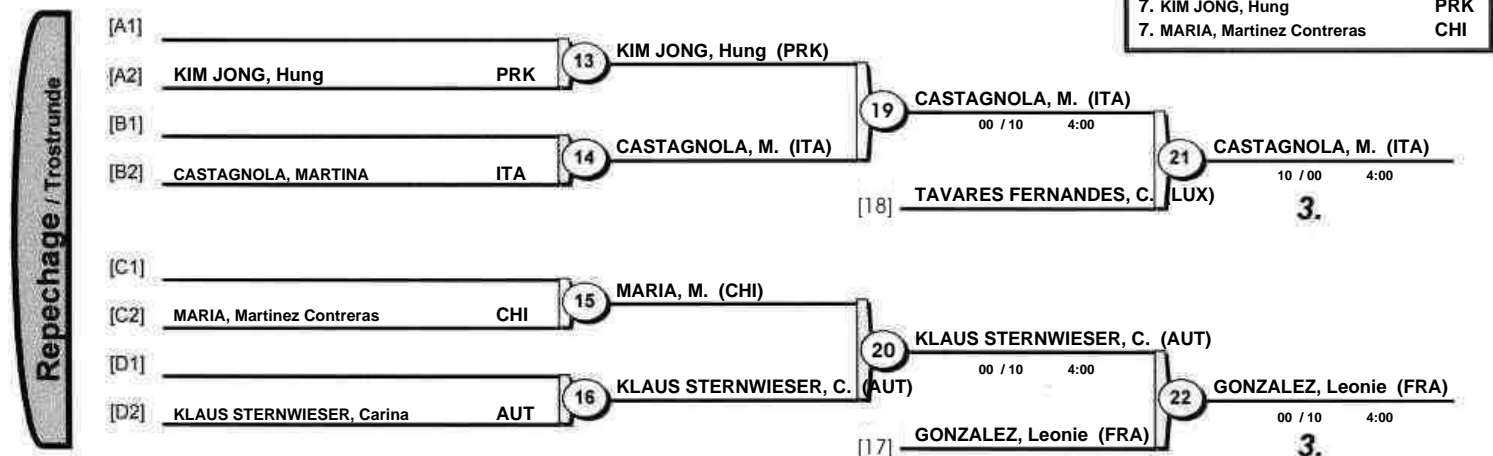 7. KIM JONG, Hung PRK
7. MARIA, Martinez Contreras CHI
Repechage / Trostrunde
[A1]
[A2] KIM JONG, Hung PRK
13 KIM JONG, Hung (PRK)
[B1]
[B2] CASTAGNOLA, MARTINA ITA
14 CASTAGNOLA, M. (ITA)
19 CASTAGNOLA, M. (ITA)
00 / 10 4:00
[18] TAVARES FERNANDES, C. (LUX)
21 CASTAGNOLA, M. (ITA)
10 / 00 4:00
3.
[C1]
[C2] MARIA, Martinez Contreras CHI
15 MARIA, M. (CHI)
[D1]
[D2] KLAUS STERNWIESER, Carina AUT
16 KLAUS STERNWIESER, C. (AUT)
20 KLAUS STERNWIESER, C. (AUT)
00 / 10 4:00
[17] GONZALEZ, Leonie (FRA)
22 GONZALEZ, Leonie (FRA)
00 / 10 4:00
3.